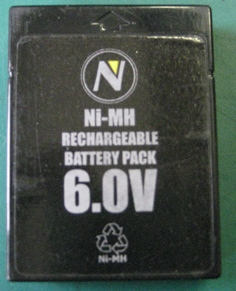 N
Ni-MH
RECHARGEABLE
BATTERY PACK
6.0V
Ni-MH